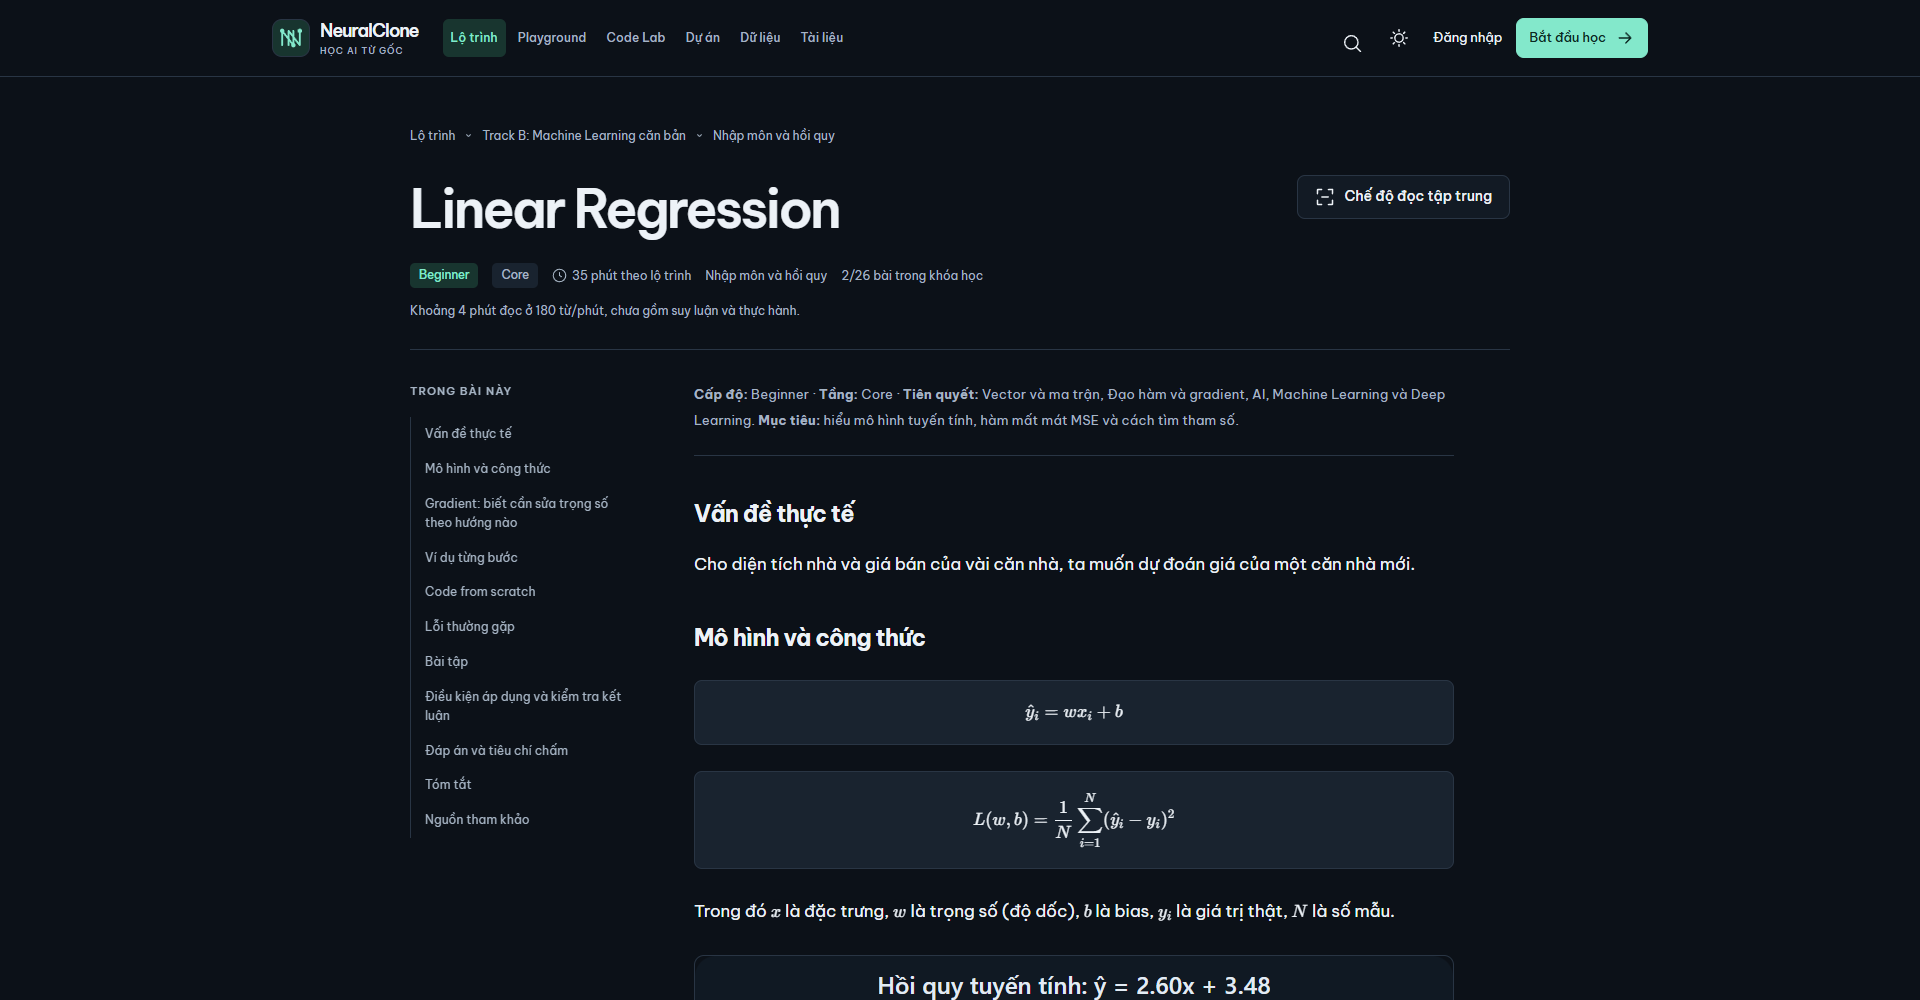 NeuralClone
HỌC AI TỪ GỐC
Lộ trình
Playground
Code Lab
Dự án
Dữ liệu
Tài liệu
Đăng nhập
Bắt đầu học
Lộ trình
Track B: Machine Learning căn bản
Nhập môn và hồi quy
Linear Regression
Chế độ đọc tập trung
Beginner
Core
35 phút theo lộ trình
Nhập môn và hồi quy
2/26 bài trong khóa học
Khoảng 4 phút đọc ở 180 từ/phút, chưa gồm suy luận và thực hành.
TRONG BÀI NÀY
Vấn đề thực tế
Mô hình và công thức
Gradient: biết cần sửa trọng số
theo hướng nào
Ví dụ từng bước
Code from scratch
Lỗi thường gặp
Bài tập
Điều kiện áp dụng và kiểm tra kết
luận
Đáp án và tiêu chí chấm
Tóm tắt
Nguồn tham khảo
Cấp độ: Beginner · Tầng: Core · Tiên quyết: Vector và ma trận, Đạo hàm và gradient, AI, Machine Learning và Deep
Learning. Mục tiêu: hiểu mô hình tuyến tính, hàm mất mát MSE và cách tìm tham số.
Vấn đề thực tế
Cho diện tích nhà và giá bán của vài căn nhà, ta muốn dự đoán giá của một căn nhà mới.
Mô hình và công thức
ŷᵢ = wxᵢ + b
L(w, b) = 1/N ∑ᵢ₌₁ᴺ (ŷᵢ − yᵢ)²
Trong đó x là đặc trưng, w là trọng số (độ dốc), b là bias, yᵢ là giá trị thật, N là số mẫu.
Hồi quy tuyến tính: ŷ = 2.60x + 3.48